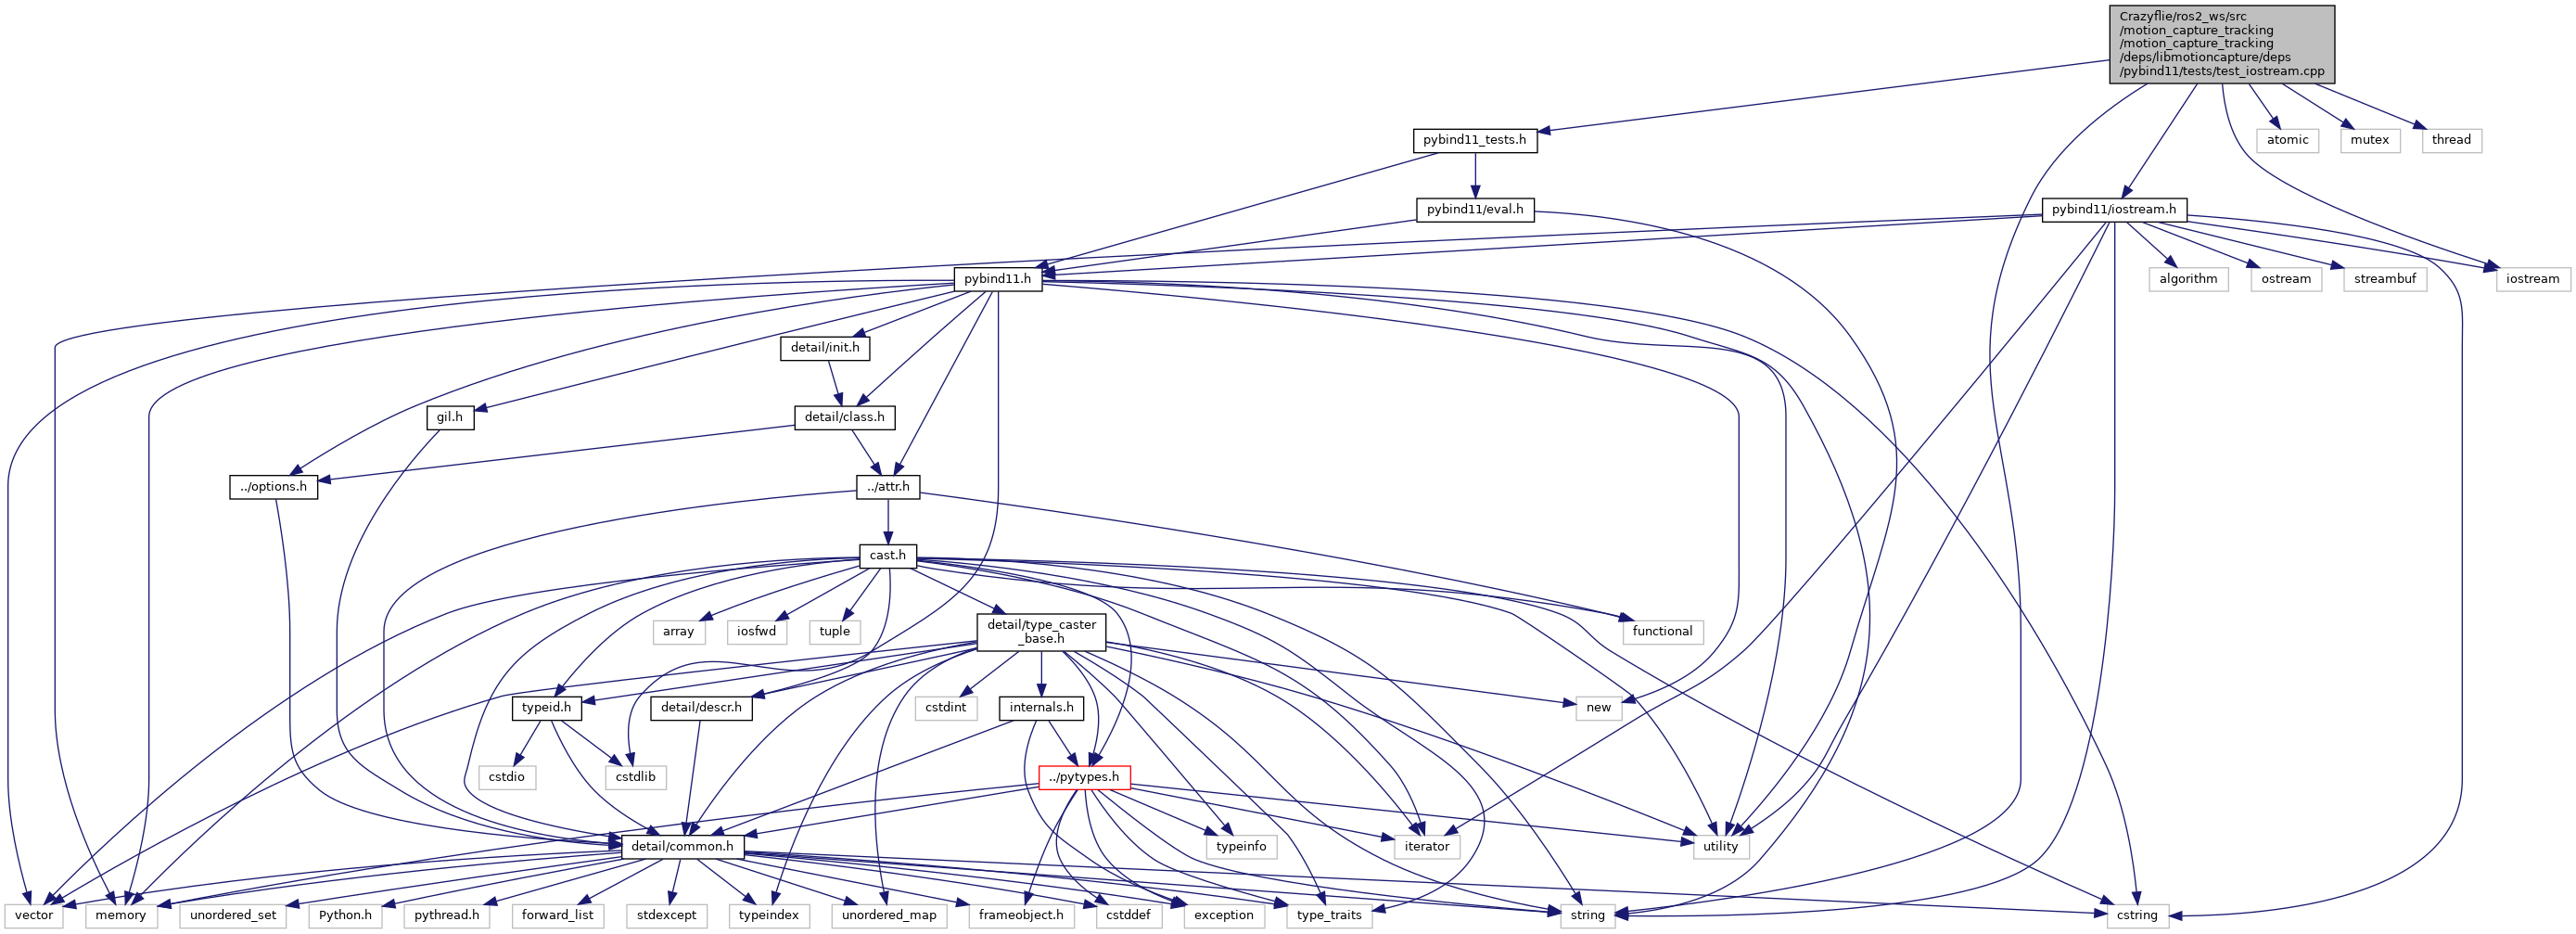 Crazyflie/ros2_ws/src
/motion_capture_tracking
/motion_capture_tracking
/deps/libmotioncapture/deps
/pybind11/tests/test_iostream.cpp
pybind11_tests.h
atomic
mutex
thread
pybind11/eval.h
pybind11/iostream.h
pybind11.h
algorithm
ostream
streambuf
iostream
detail/init.h
gil.h
detail/class.h
../options.h
../attr.h
cast.h
array
iosfwd
tuple
detail/type_caster
_base.h
functional
typeid.h
detail/descr.h
cstdint
internals.h
new
cstdio
cstdlib
../pytypes.h
detail/common.h
typeinfo
iterator
utility
vector
memory
unordered_set
Python.h
pythread.h
forward_list
stdexcept
typeindex
unordered_map
frameobject.h
cstddef
exception
type_traits
string
cstring